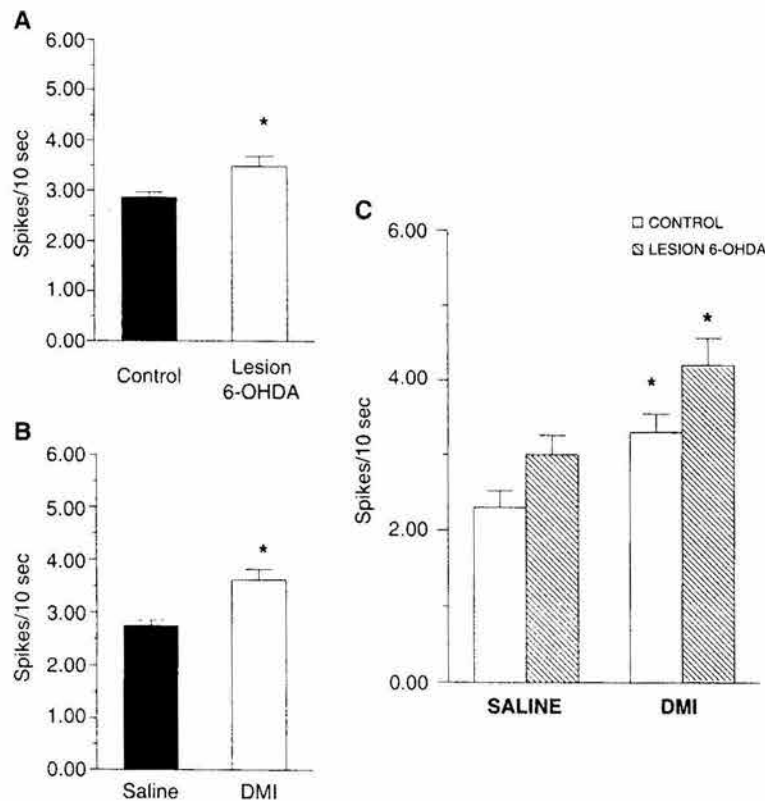 A
6.00
5.00
4.00
3.00
2.00
1.00
0.00
Spikes/10 sec
*
Control
Lesion
6-OHDA
B
6.00
5.00
4.00
3.00
2.00
1.00
0.00
Spikes/10 sec
*
Saline
DMI
C
CONTROL
LESION 6-OHDA
6.00
4.00
2.00
0.00
Spikes/10 sec
*
*
SALINE
DMI